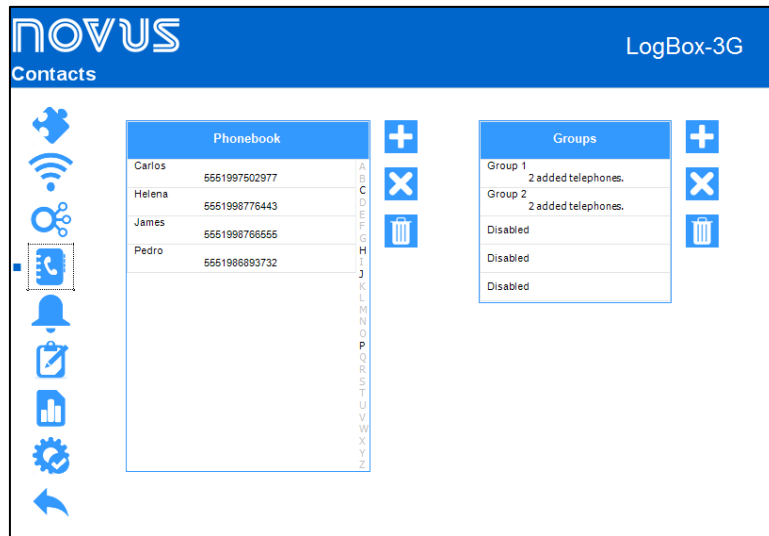 NOVUS
LogBox-3G
Contacts
Phonebook
Carlos
5551997502977
Helena
5551998776443
James
5551998766555
Pedro
5551986893732
A
B
C
D
E
F
G
H
I
J
K
L
M
N
O
P
Q
R
S
T
U
V
W
X
Y
Z
Groups
Group 1
2 added telephones.
Group 2
2 added telephones.
Disabled
Disabled
Disabled